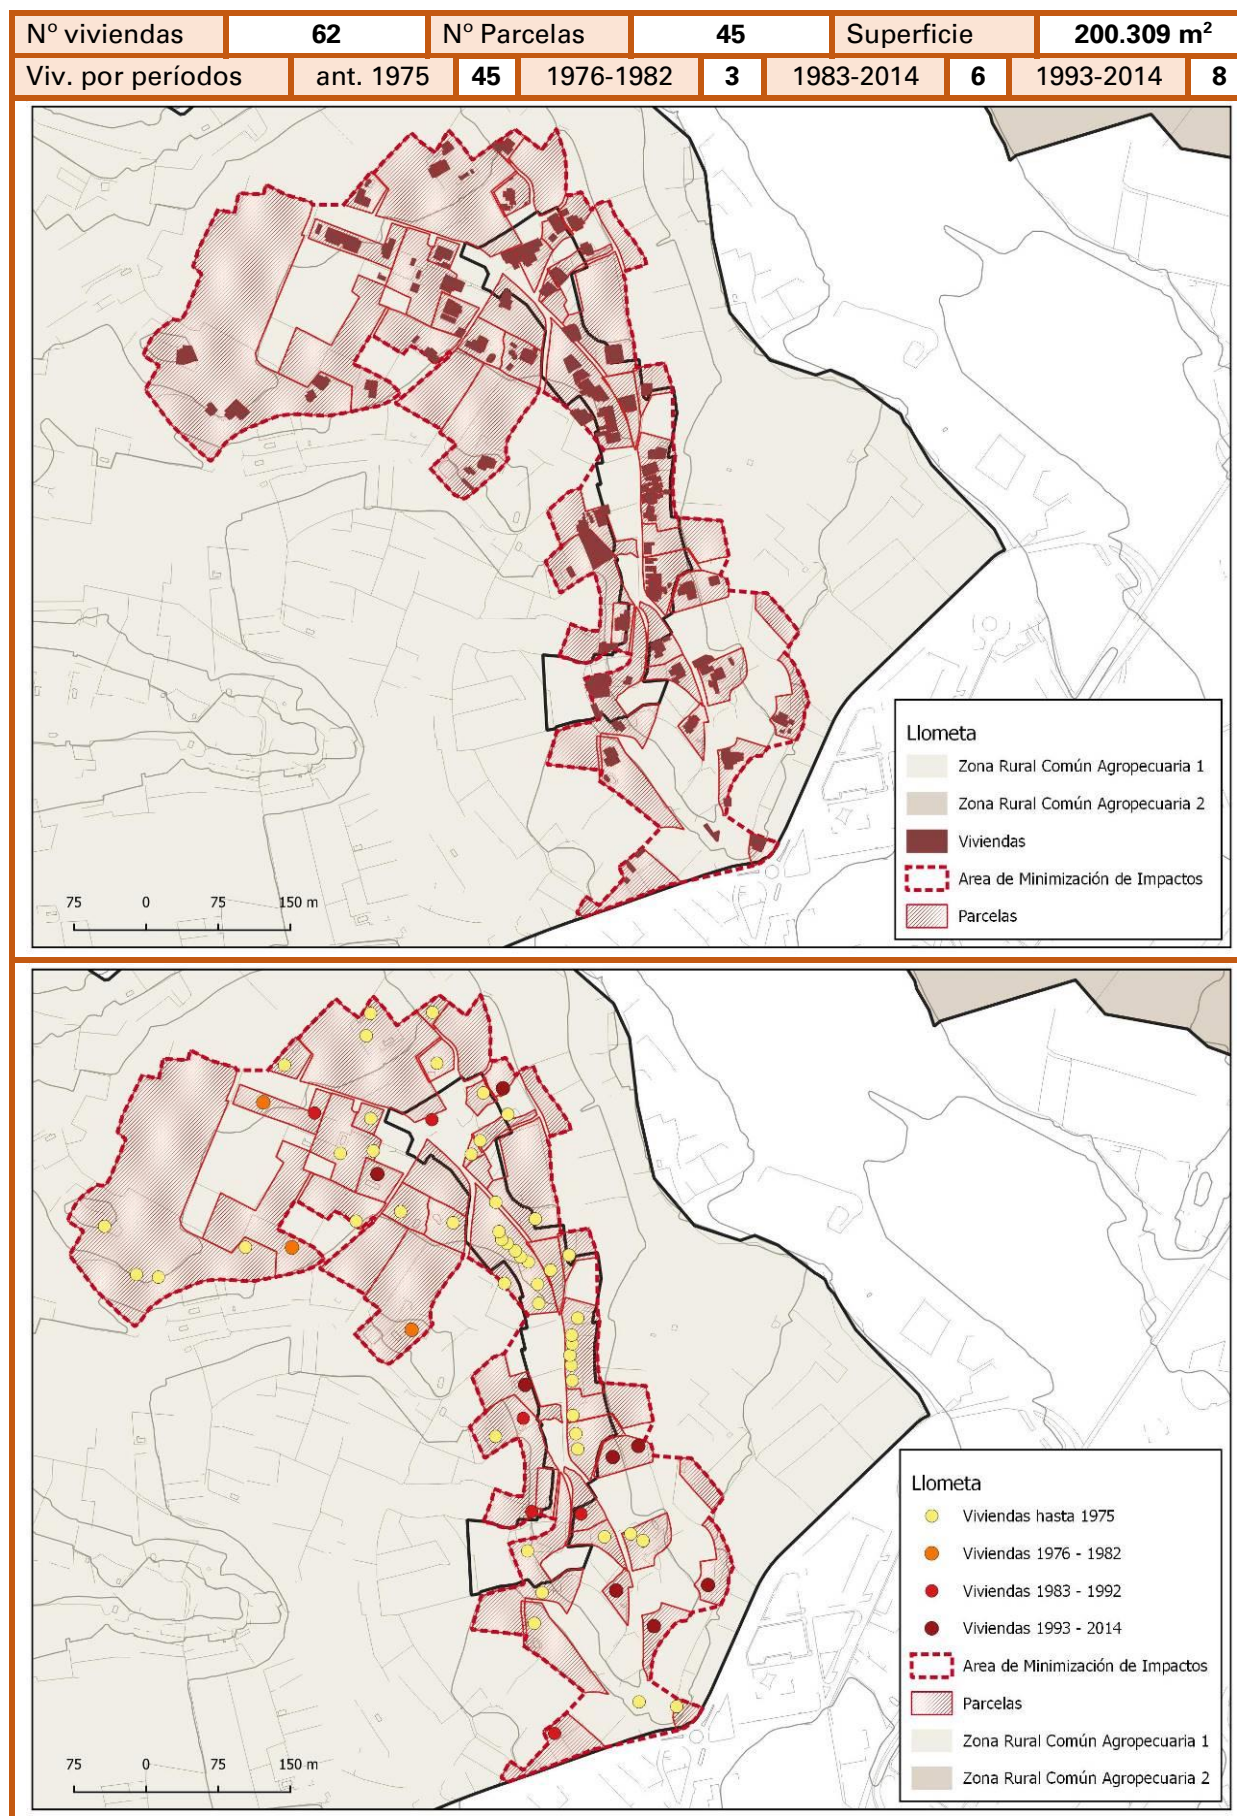 Nº viviendas 62 Nº Parcelas 45 Superficie 200.309 m²
Viv. por períodos ant. 1975 45 1976-1982 3 1983-2014 6 1993-2014 8
Llometa
Zona Rural Común Agropecuaria 1
Zona Rural Común Agropecuaria 2
Viviendas
Area de Minimización de Impactos
Parcelas
75 0 75 150 m
Llometa
Viviendas hasta 1975
Viviendas 1976 - 1982
Viviendas 1983 - 1992
Viviendas 1993 - 2014
Area de Minimización de Impactos
Parcelas
Zona Rural Común Agropecuaria 1
Zona Rural Común Agropecuaria 2
75 0 75 150 m